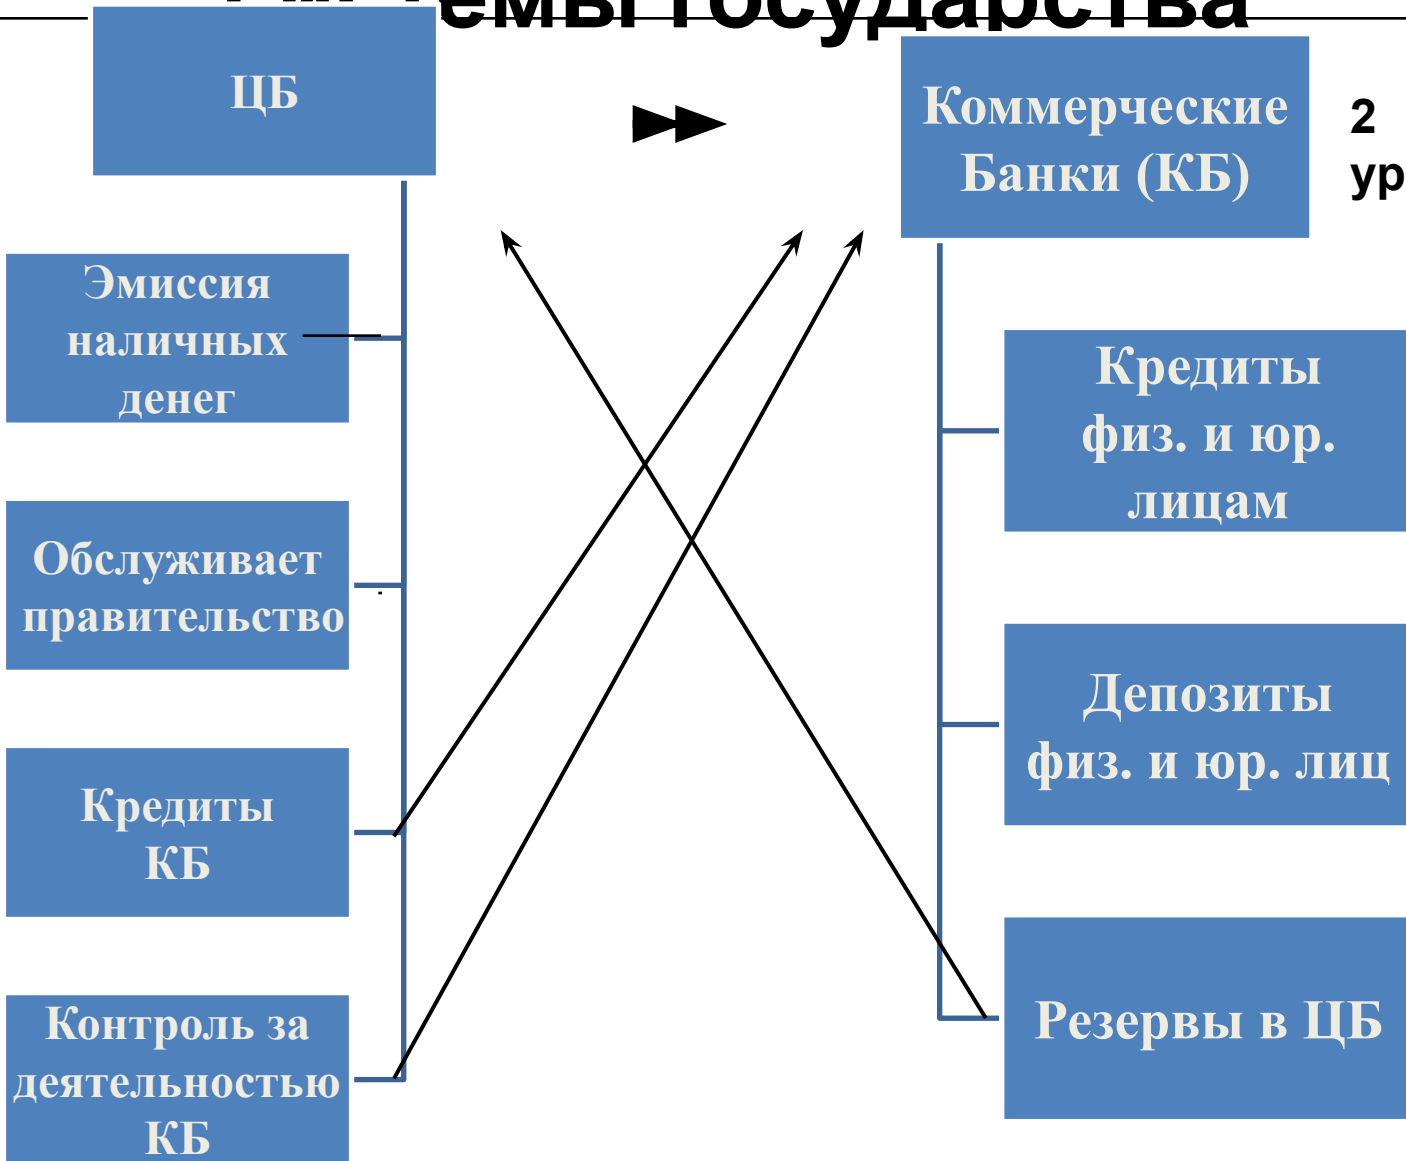 государства
ЦБ
Коммерческие
Банки (КБ)
2
ур
Эмиссия
наличных
денег
Обслуживает
правительство
Кредиты
КБ
Контроль за
деятельностью
КБ
Кредиты
физ. и юр.
лицам
Депозиты
физ. и юр. лиц
Резервы в ЦБ